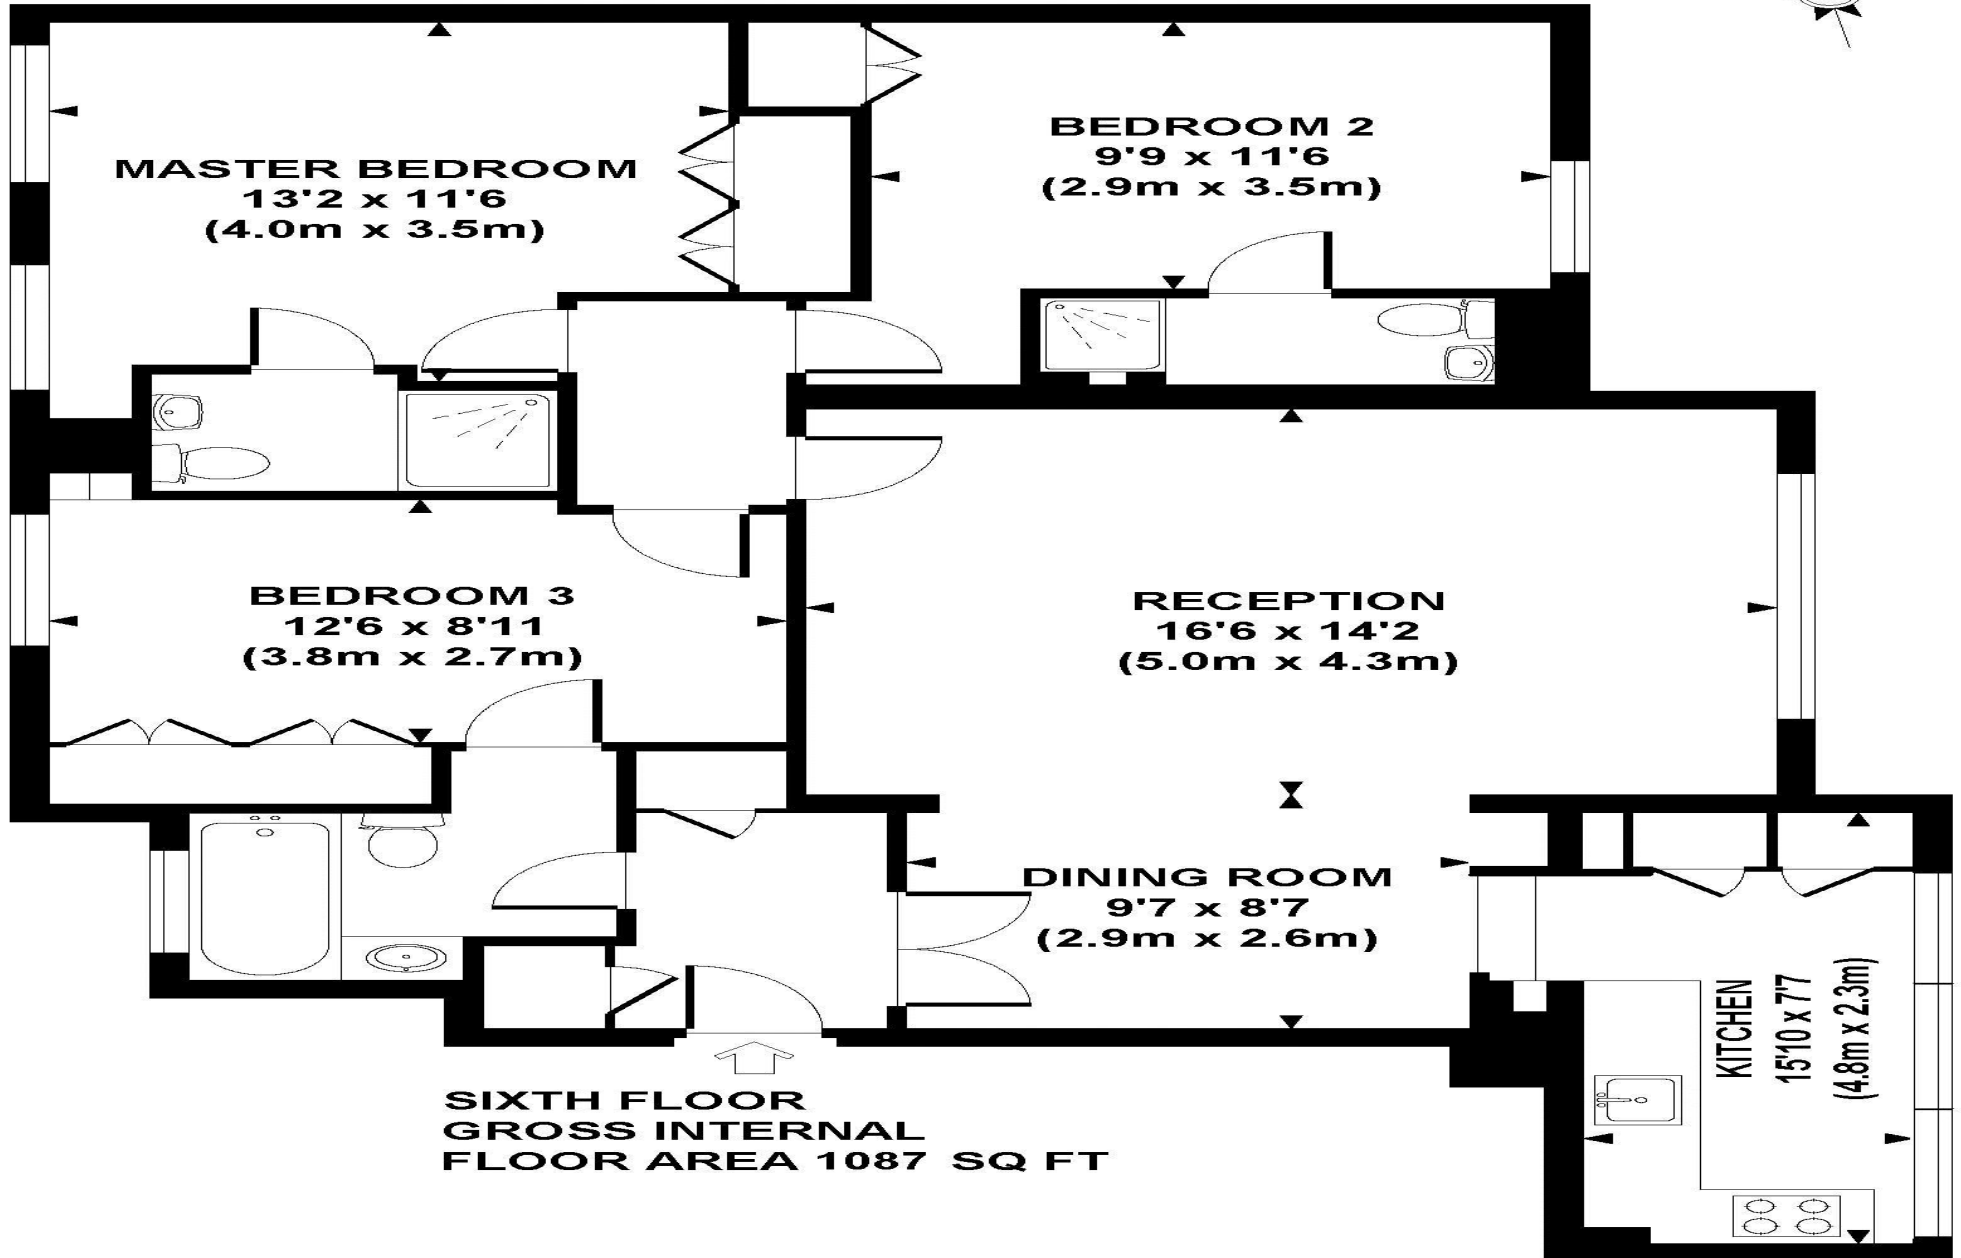 MASTER BEDROOM
13'2 x 11'6
(4.0m x 3.5m)
BEDROOM 2
9'9 x 11'6
(2.9m x 3.5m)
BEDROOM 3
12'6 x 8'11
(3.8m x 2.7m)
RECEPTION
16'6 x 14'2
(5.0m x 4.3m)
DINING ROOM
9'7 x 8'7
(2.9m x 2.6m)
KITCHEN
15'10 x 7'7
(4.8m x 2.3m)
SIXTH FLOOR
GROSS INTERNAL
FLOOR AREA 1087 SQ FT